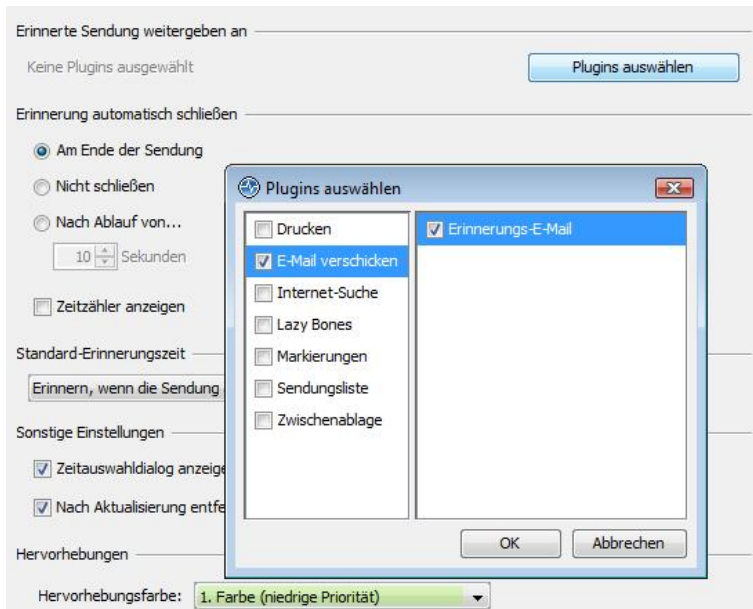 Erinnerte Sendung weitergeben an
Keine Plugins ausgewählt
Plugins auswählen
Erinnerung automatisch schließen
Am Ende der Sendung
Nicht schließen
Nach Ablauf von...
10 Sekunden
Zeitzähler anzeigen
Standard-Erinnerungszeit
Erinnern, wenn die Sendung
Sonstige Einstellungen
Zeitauswahldialog anzeige
Nach Aktualisierung entfe
Hervorhebungen
Hervorhebungsfarbe: 1. Farbe (niedrige Priorität)
Plugins auswählen
Drucken
E-Mail verschicken
Internet-Suche
Lazy Bones
Markierungen
Sendungsliste
Zwischenablage
Erinnerungs-E-Mail
OK
Abbrechen